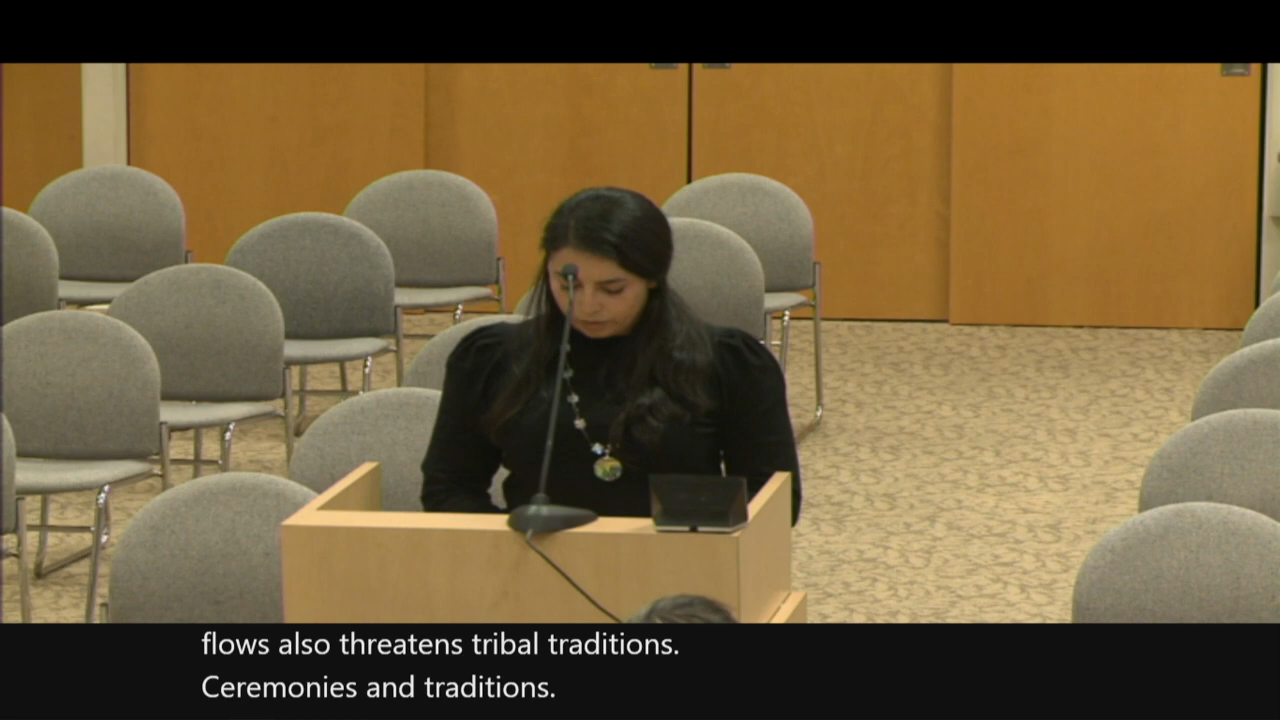 flows also threatens tribal traditions.
Ceremonies and traditions.